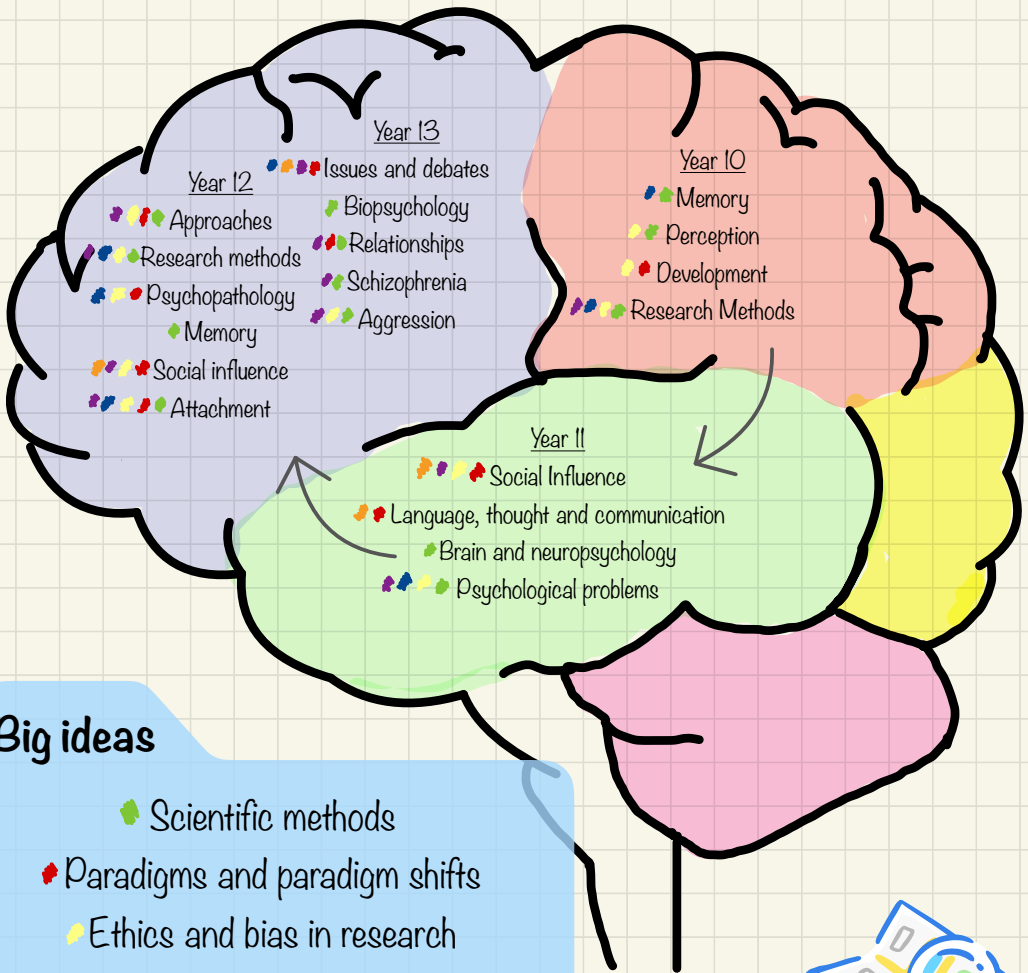 Year 13
Issues and debates
Biopsychology
Relationships
Schizophrenia
Aggression
Year 12
Approaches
Research methods
Psychopathology
Memory
Social influence
Attachment
Year 10
Memory
Perception
Development
Research Methods
Year 11
Social Influence
Language, thought and communication
Brain and neuropsychology
Psychological problems
Big ideas
Scientific methods
Paradigms and paradigm shifts
Ethics and bias in research